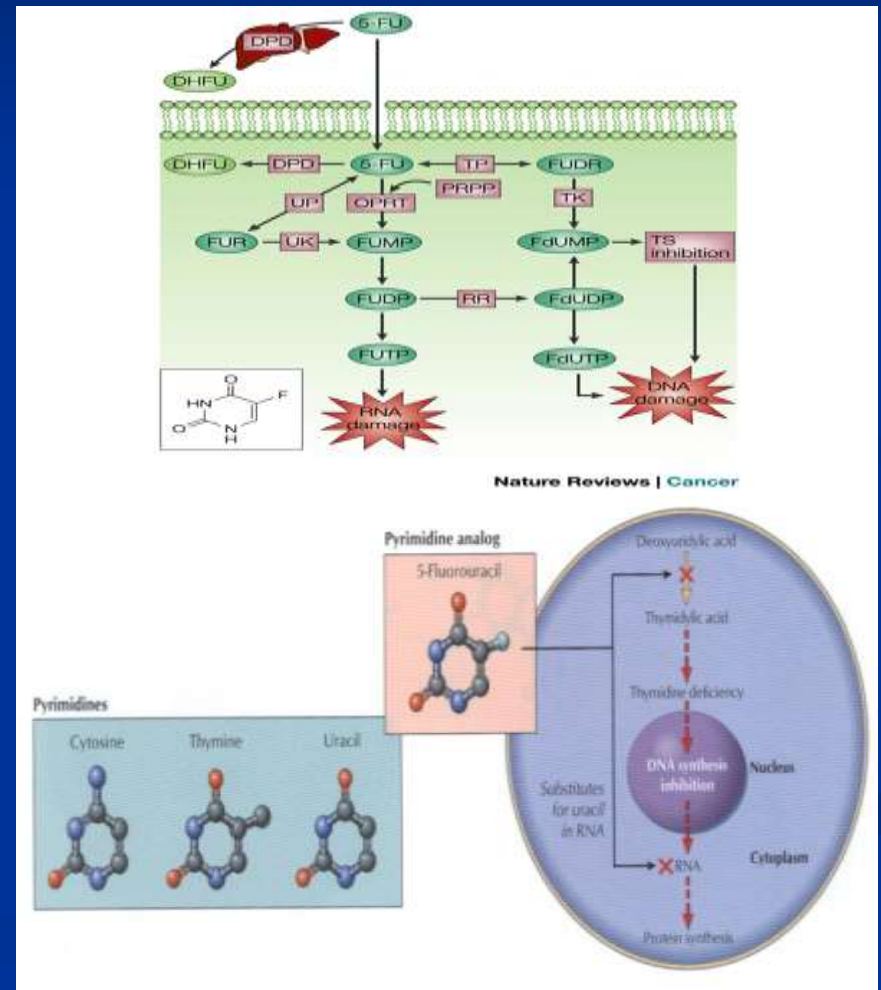 5-FU
DPD
DHFU
DHFU
DPD
5-FU
TP
FUDR
UP
OPRT
PRPP
TK
FUR
UK
FUMP
FdUMP
TS
inhibition
FUDP
RR
FdUDP
FUTP
FdUTP
RNA
damage
DNA
damage
O
HN
F
O
N
H
Nature Reviews | Cancer
Pyrimidine analog
5-Fluorouracil
Deoxyuridylic acid
Thymidylic acid
Thymidine deficiency
DNA synthesis
inhibition
Nucleus
Substitutes
for uracil
in RNA
RNA
Cytoplasm
Protein synthesis
Pyrimidines
Cytosine
Thymine
Uracil